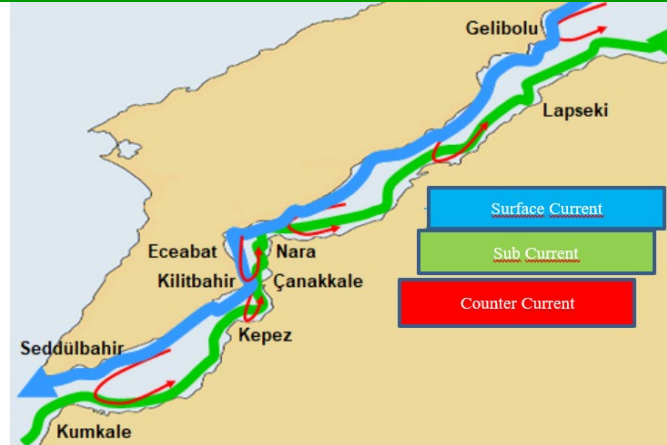 Gelibolu
Lapseki
Surface Current
Eceabat
Nara
Sub Current
Kilitbahir
Çanakkale
Counter Current
Kepez
Seddülbahir
Kumkale